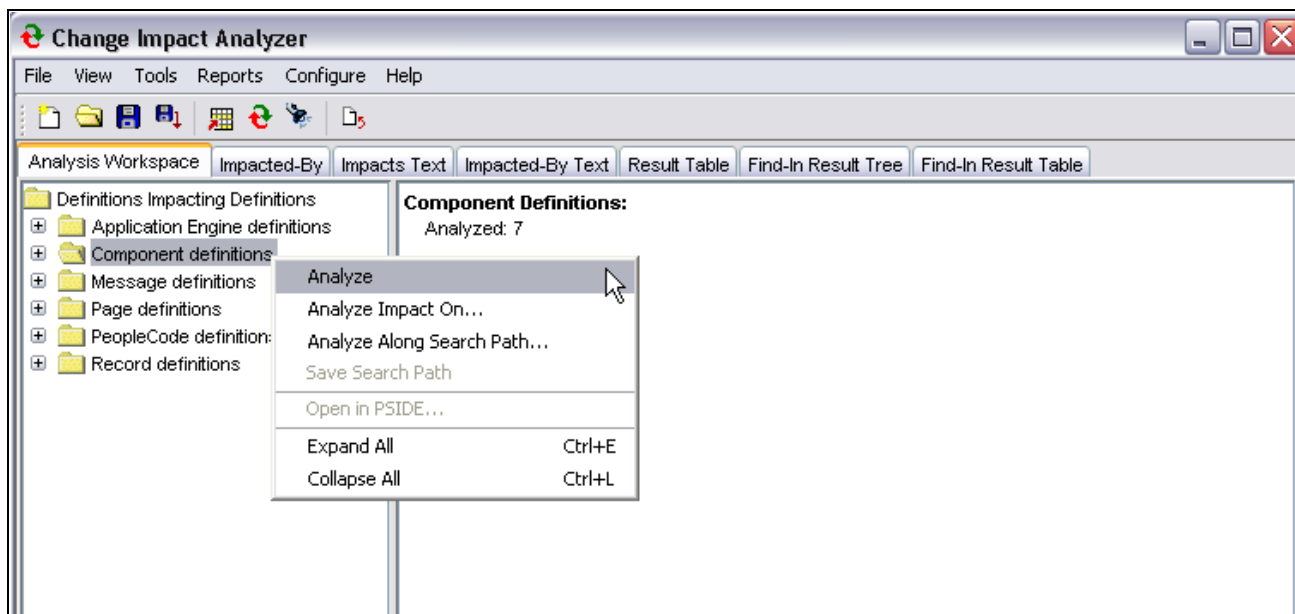 Change Impact Analyzer
File View Tools Reports Configure Help
Analysis Workspace Impacted-By Impacts Text Impacted-By Text Result Table Find-In Result Tree Find-In Result Table
Definitions Impacting Definitions
Application Engine definitions
Component definitions
Message definitions
Page definitions
PeopleCode definition
Record definitions
Component Definitions:
Analyzed: 7
Analyze
Analyze Impact On...
Analyze Along Search Path...
Save Search Path
Open in PSIDE...
Expand All Ctrl+E
Collapse All Ctrl+L